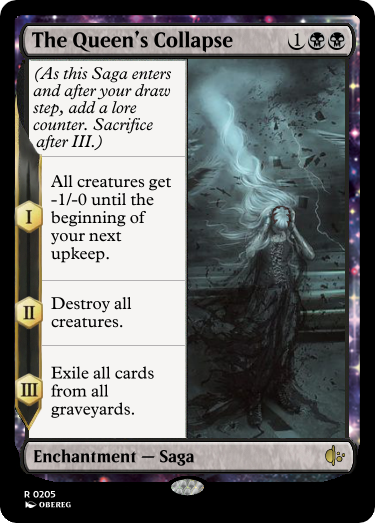 The Queen's Collapse 1
(As this Saga enters
and after your draw
step, add a lore
counter. Sacrifice
after III.)
I
All creatures get
-1/-0 until the
beginning of
your next
upkeep.
II
Destroy all
creatures.
III
Exile all cards
from all
graveyards.
Enchantment — Saga
R 0205
OBEREG